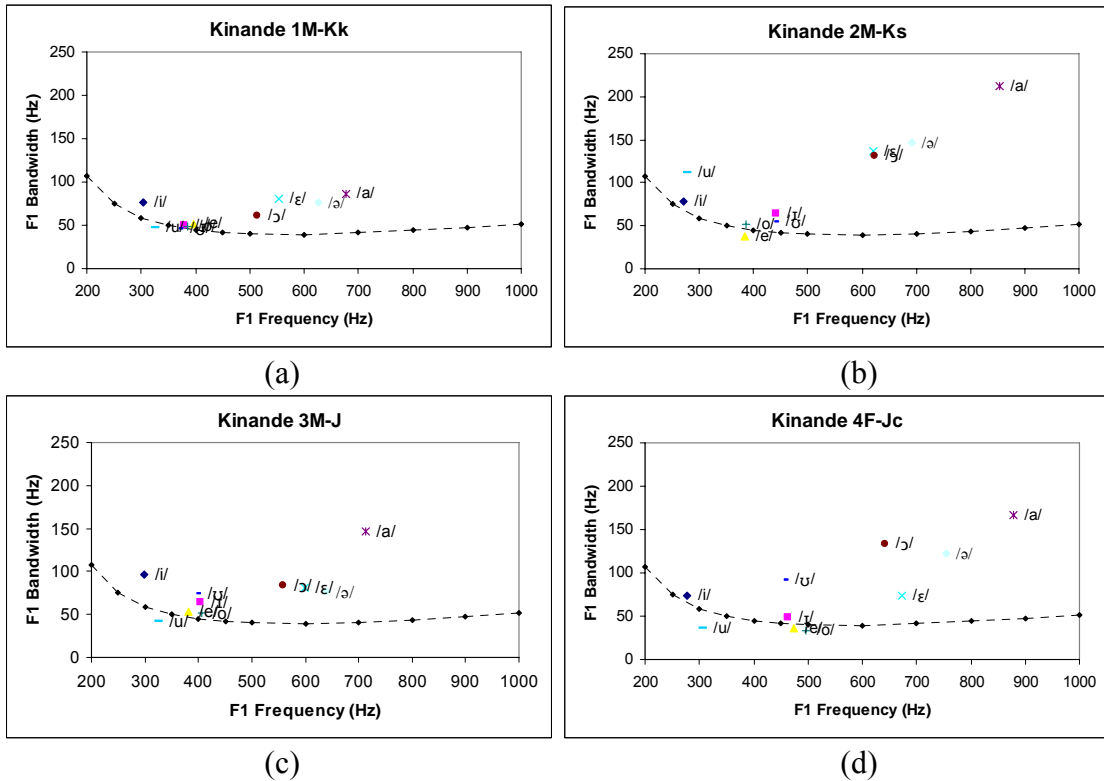 Kinande 1M-Kk
F1 Bandwidth (Hz)
250
200
150
100
50
0
/i/
/u/
/ɔ/
/ɛ/
/ə/
/a/
/e/
200 300 400 500 600 700 800 900 1000
F1 Frequency (Hz)
(a)
Kinande 2M-Ks
F1 Bandwidth (Hz)
250
200
150
100
50
0
/a/
/ə/
/ɛ/
/ɔ/
/u/
/i/
/ɪ/
/ʊ/
/o/
/e/
200 300 400 500 600 700 800 900 1000
F1 Frequency (Hz)
(b)
Kinande 3M-J
F1 Bandwidth (Hz)
250
200
150
100
50
0
/a/
/i/
/ɔ/
/ɛ/
/ə/
/ʊ/
/ɪ/
e/
/o/
/u/
200 300 400 500 600 700 800 900 1000
F1 Frequency (Hz)
(c)
Kinande 4F-Jc
F1 Bandwidth (Hz)
250
200
150
100
50
0
/a/
/ɔ/
/ə/
/ʊ/
/i/
/ɛ/
/ɪ/
/u/
e/
/o/
200 300 400 500 600 700 800 900 1000
F1 Frequency (Hz)
(d)